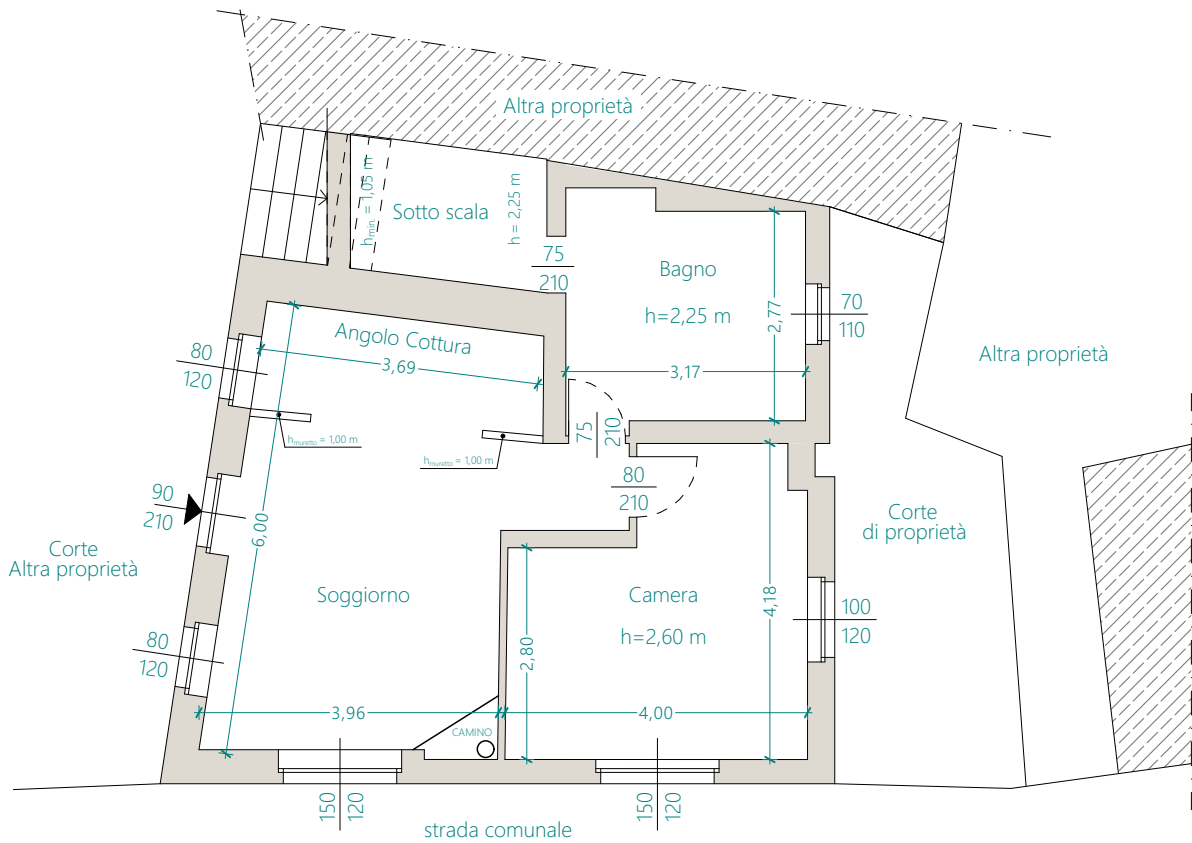 Altra proprietà
h min. = 1,05 m
Sotto scala
h = 2,25 m
75
210
Bagno
h=2,25 m
2,77
70
110
3,17
Angolo Cottura
3,69
80
120
Altra proprietà
h muretto = 1,00 m
h muretto = 1,00 m
75
210
80
210
90
210
6,00
Corte
Altra proprietà
Corte
di proprietà
Soggiorno
Camera
h=2,60 m
4,18
2,80
100
120
80
120
3,96
4,00
CAMINO
150
120
150
120
strada comunale